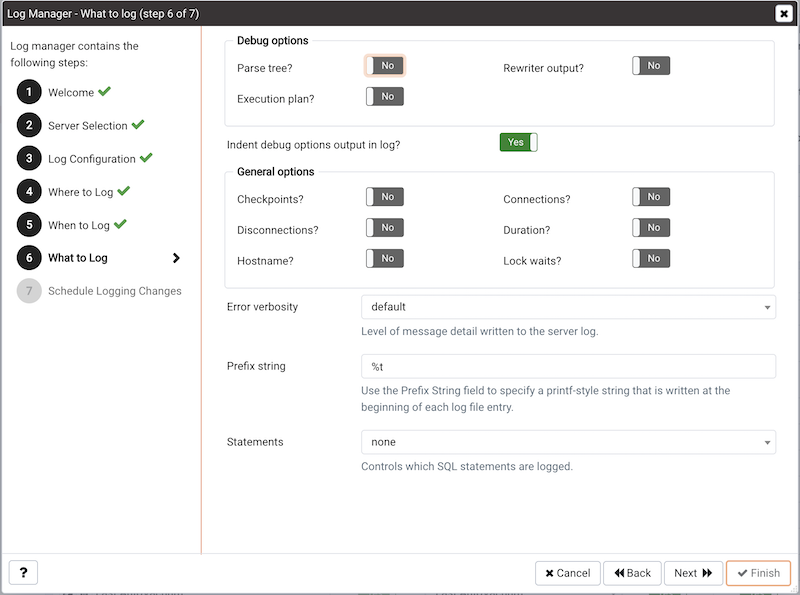 Log Manager - What to log (step 6 of 7)
Log manager contains the
following steps:
1 Welcome
2 Server Selection
3 Log Configuration
4 Where to Log
5 When to Log
6 What to Log
7 Schedule Logging Changes
Debug options
Parse tree? No Rewriter output? No
Execution plan? No
Indent debug options output in log? Yes
General options
Checkpoints? No Connections? No
Disconnections? No Duration? No
Hostname? No Lock waits? No
Error verbosity default
Level of message detail written to the server log.
Prefix string %t
Use the Prefix String field to specify a printf-style string that is written at the
beginning of each log file entry.
Statements none
Controls which SQL statements are logged.
? Cancel Back Next Finish